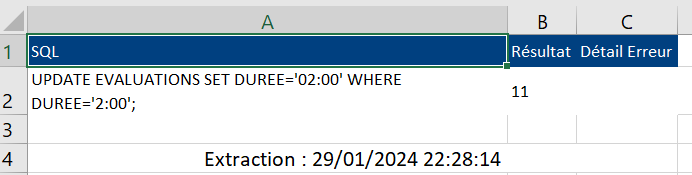 A B C
1 SQL Résultat Détail Erreur
UPDATE EVALUATIONS SET DUREE='02:00' WHERE
2 DUREE='2:00'; 11
3
4 Extraction : 29/01/2024 22:28:14